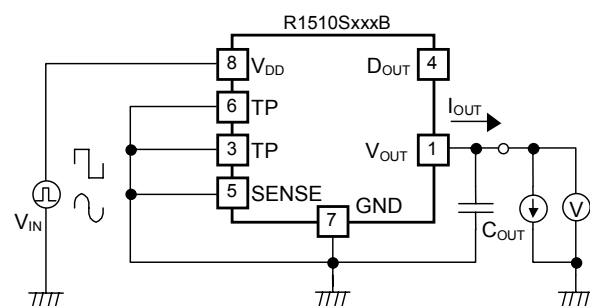 R1510SxxxB
8 VDD
DOUT 4
6 TP
IOUT
3 TP
VOUT 1
5 SENSE
GND
7
VIN
COUT
V